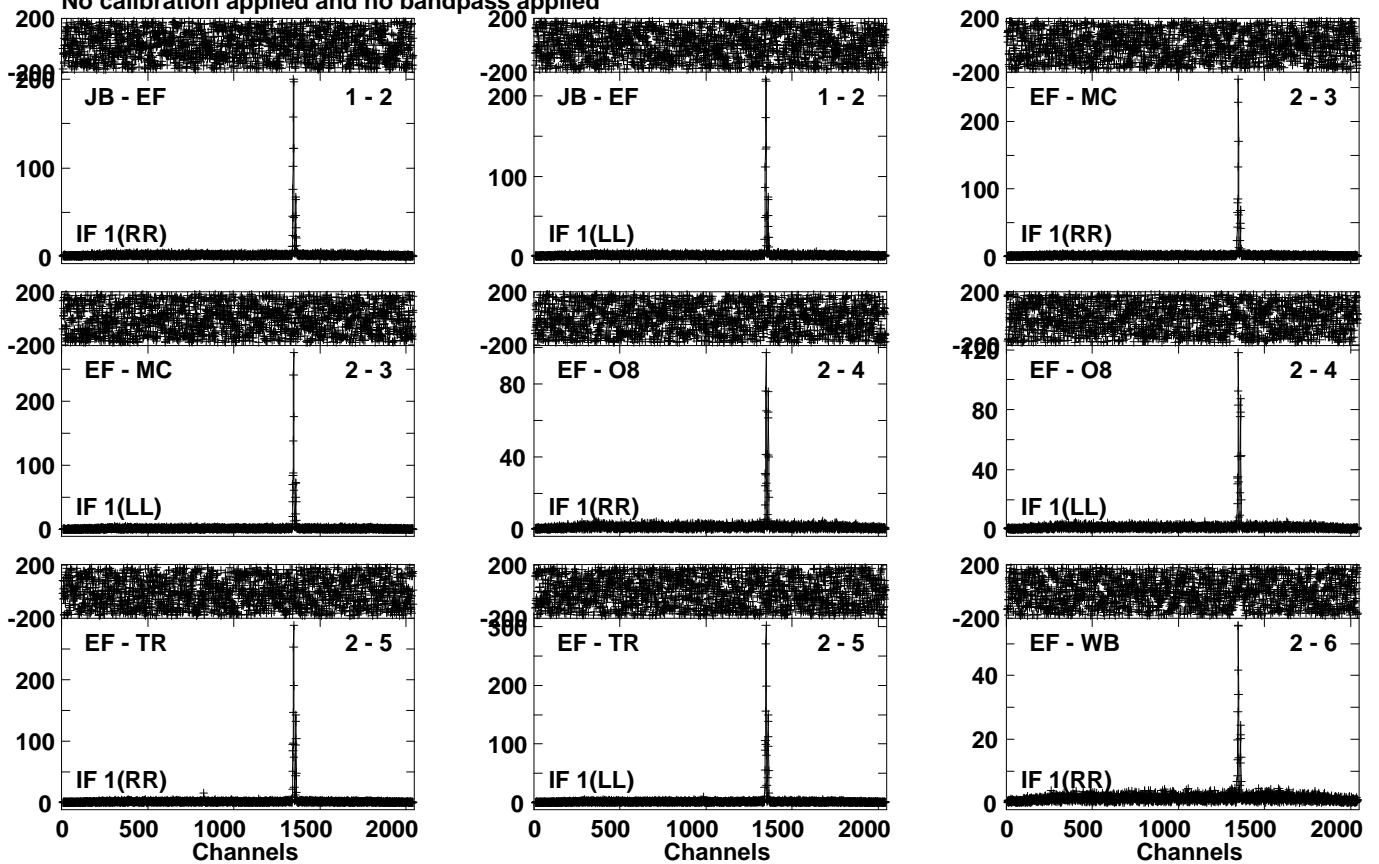 No calibration applied and no bandpass applied
200 200 200
-200 -200 -200
200
JB - EF 1 - 2 JB - EF 1 - 2 EF - MC 2 - 3
200 200
100 100 100
IF 1(RR) IF 1(LL) IF 1(RR)
0 0 0
200 200 200
-200 -200 -200
120
EF - MC 2 - 3 EF - O8 2 - 4 EF - O8 2 - 4
200 80 80
100 40 40
IF 1(LL) IF 1(RR) IF 1(LL)
0 0 0
200 200 200
-200 -200 -200
300
EF - TR 2 - 5 EF - TR 2 - 5 EF - WB 2 - 6
200 200 40
100 100 20
IF 1(RR) IF 1(LL) IF 1(RR)
0 0 0
0 500 1000 1500 2000 0 500 1000 1500 2000 0 500 1000 1500 2000
Channels Channels Channels